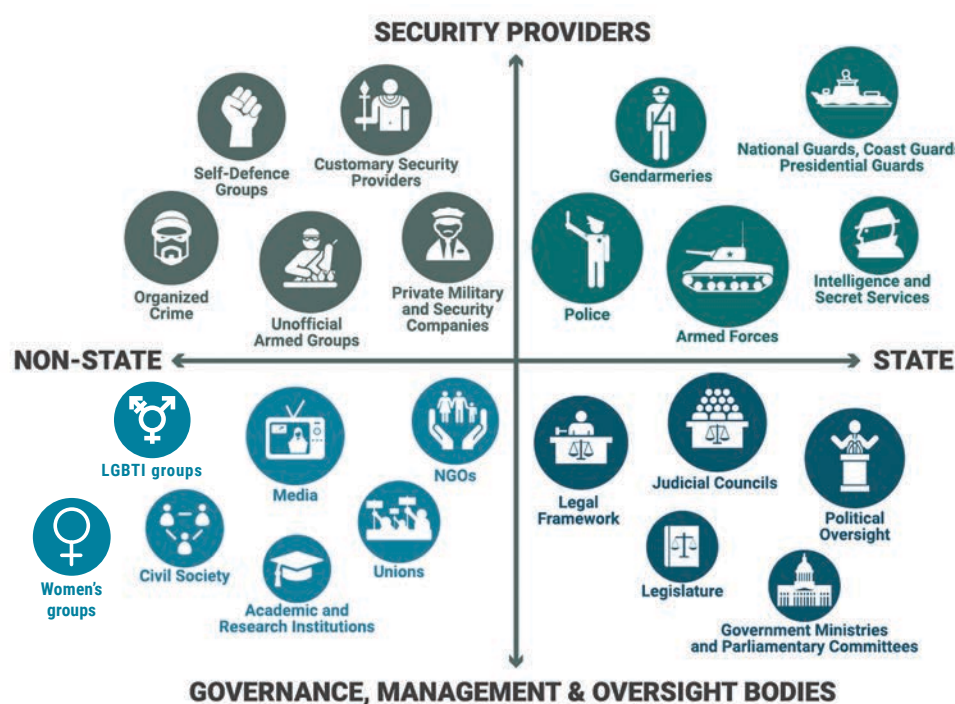 SECURITY PROVIDERS
Self-Defence
Groups
Customary Security
Providers
Gendarmeries
National Guards, Coast Guards
Presidential Guards
Organized
Crime
Unofficial
Armed Groups
Private Military
and Security
Companies
Police
Armed Forces
Intelligence and
Secret Services
NON-STATE
STATE
LGBTI groups
Media
NGOs
Legal
Framework
Judicial Councils
Political
Oversight
Women's
groups
Civil Society
Academic and
Research Institutions
Unions
Legislature
Government Ministries
and Parliamentary Committees
GOVERNANCE, MANAGEMENT & OVERSIGHT BODIES